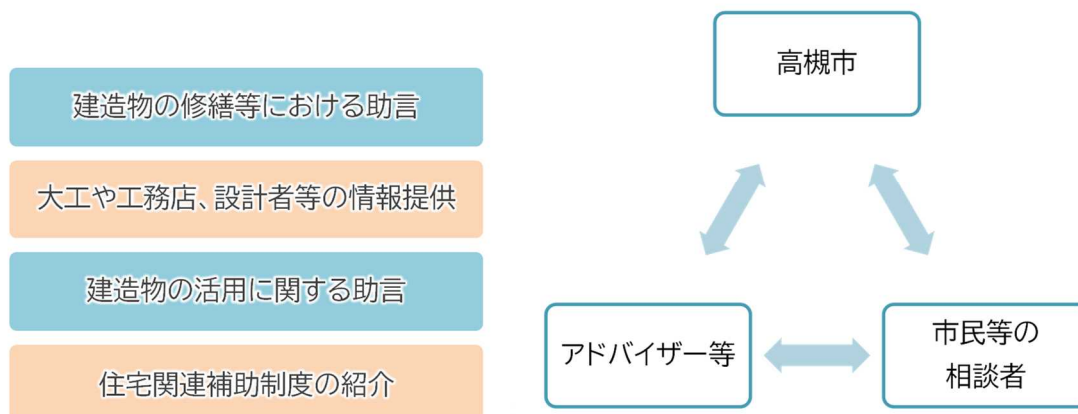 建造物の修繕等における助言
大工や工務店、設計者等の情報提供
建造物の活用に関する助言
住宅関連補助制度の紹介
高槻市
アドバイザー等
市民等の
相談者